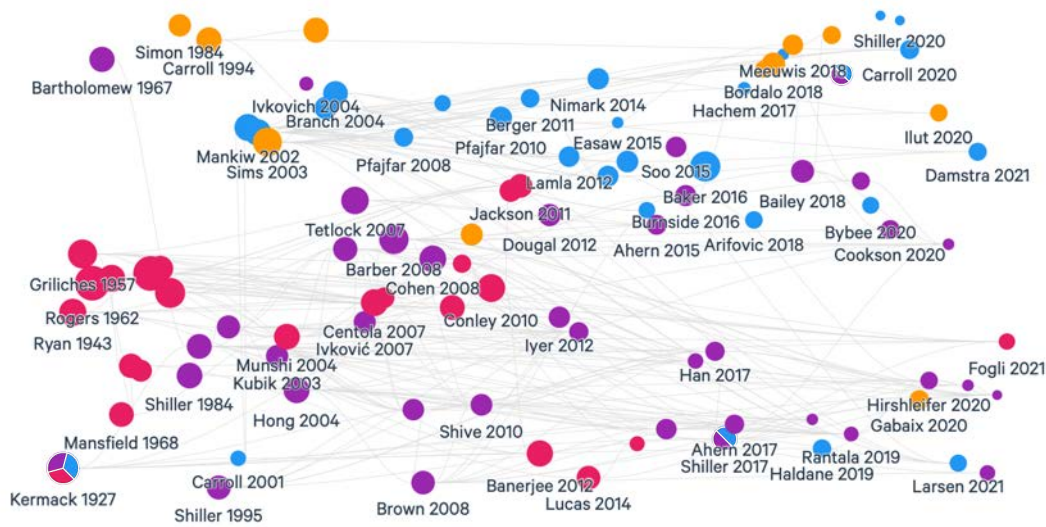 Simon 1984
Carroll 1994
Shiller 2020
Meeuwis 2018
Carroll 2020
Bartholomew 1967
Bordalo 2018
Ivkovich 2004
Nimark 2014
Hachem 2017
Branch 2004
Berger 2011
Ilut 2020
Easaw 2015
Pfajfar 2010
Mankiw 2002
Pfajfar 2008
Sims 2003
Soo 2015
Damstra 2021
Lamla 2012
Baker 2016
Bailey 2018
Jackson 2011
Burnside 2016
Tetlock 2007
Bybee 2020
Dougal 2012
Ahern 2015
Arifovic 2018
Cookson 2020
Barber 2008
Griliches 1957
Cohen 2008
Rogers 1962
Conley 2010
Centola 2007
Ryan 1943
Iyer 2012
Ivković 2007
Munshi 2004
Fogli 2021
Han 2017
Kubik 2003
Shiller 1984
Hirshleifer 2020
Hong 2004
Gabaix 2020
Shive 2010
Mansfield 1968
Ahern 2017
Rantala 2019
Shiller 2017
Haldane 2019
Carroll 2001
Banerjee 2012
Larsen 2021
Kermack 1927
Lucas 2014
Brown 2008
Shiller 1995